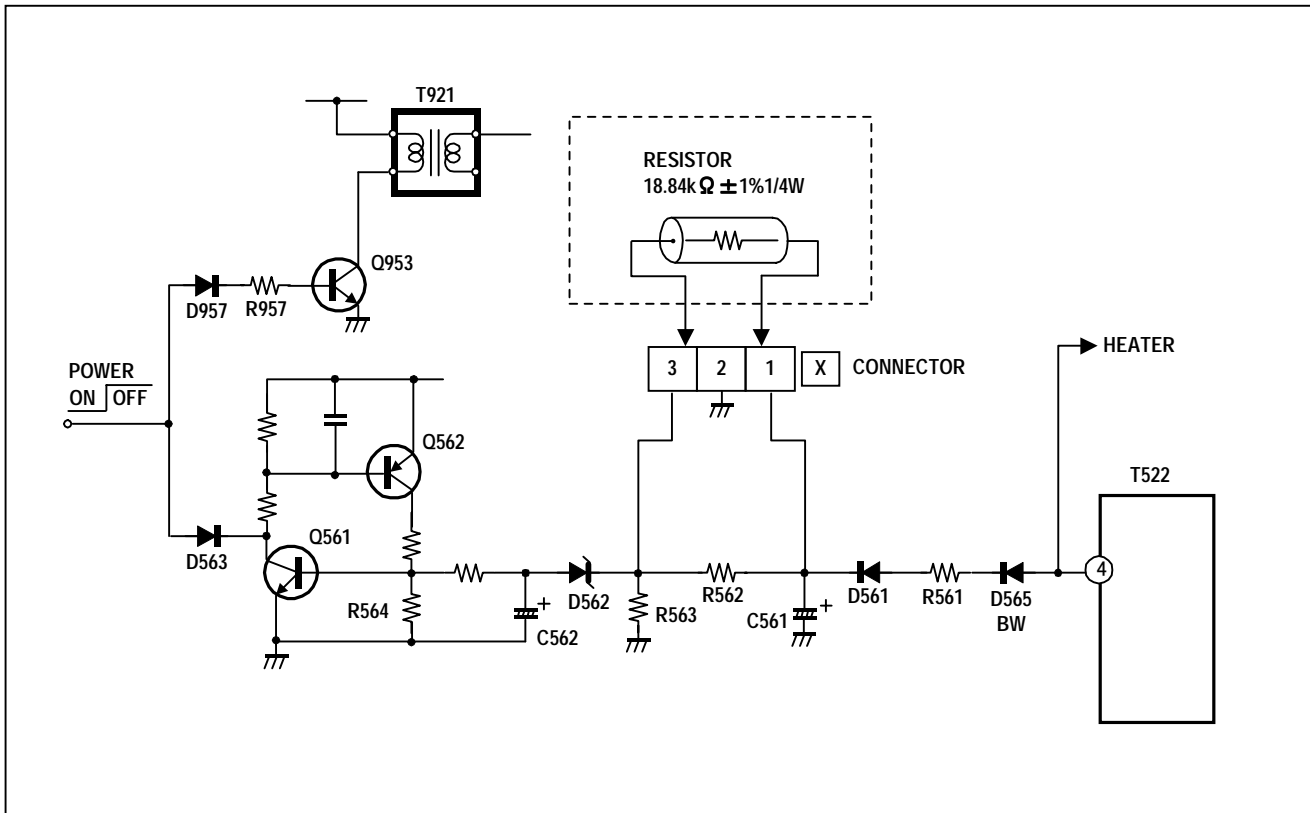 T921
RESISTOR
18.84k Ω ±1%1/4W
Q953
D957
R957
3
2
1
X
CONNECTOR
HEATER
POWER
ON
OFF
Q562
T522
Q561
D563
4
R564
D562
R562
D561
R561
D565
BW
R563
C561
+
C562
+